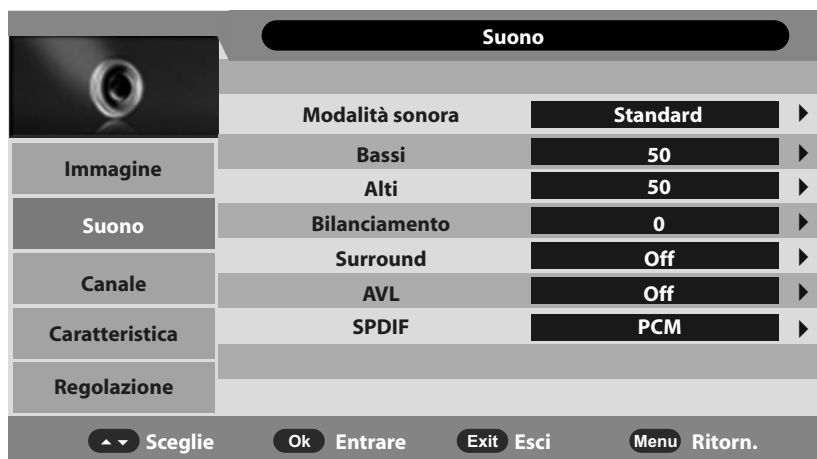 Suono
Modalità sonora Standard
Bassi 50
Alti 50
Bilanciamento 0
Surround Off
AVL Off
SPDIF PCM
Immagine
Suono
Canale
Caratteristica
Regolazione
Sceglie Ok Entrare Exit Esci Menu Ritorn.